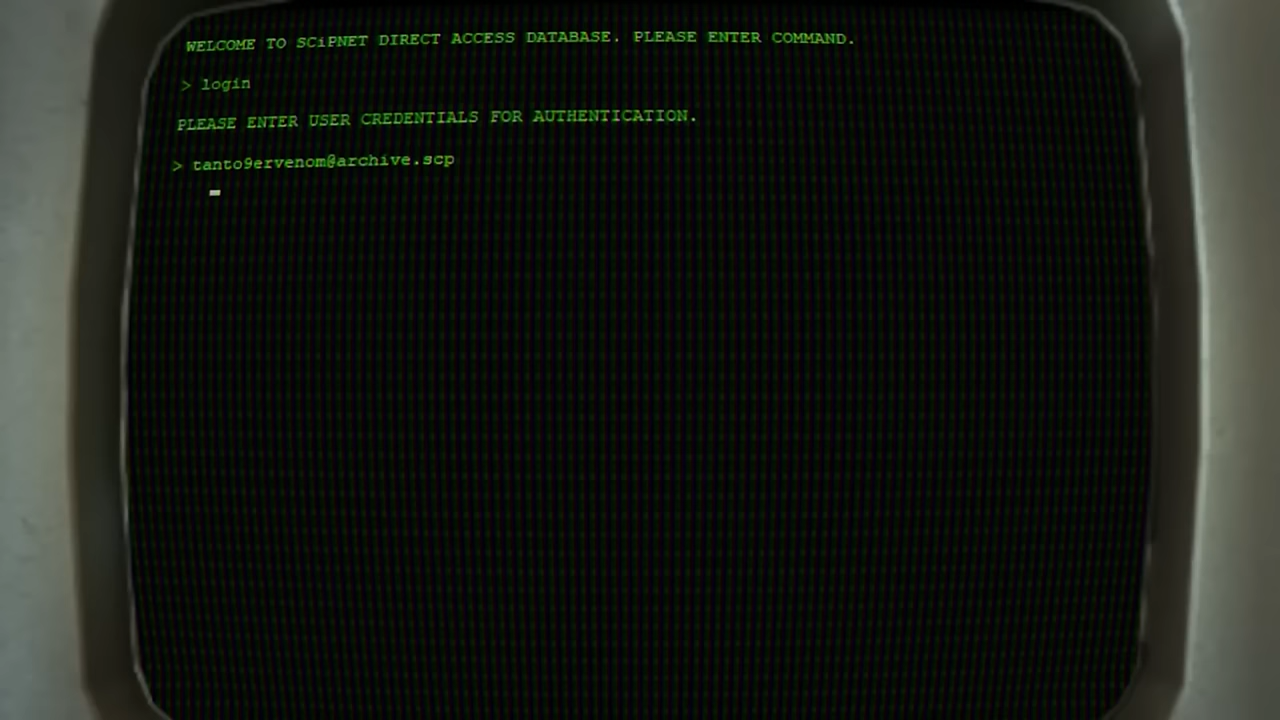 WELCOME TO SCiPNET DIRECT ACCESS DATABASE. PLEASE ENTER COMMAND.
> login
PLEASE ENTER USER CREDENTIALS FOR AUTHENTICATION.
> tanto9ervenom@archive.scp